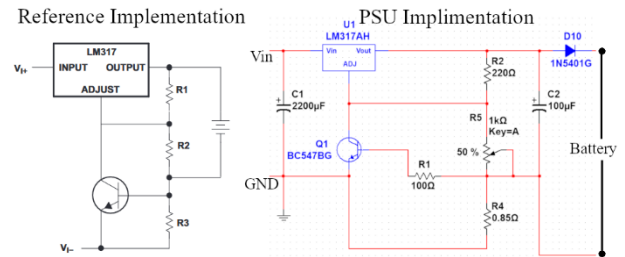 Reference Implementation
LM317
VI+
INPUT OUTPUT
ADJUST
R1
R2
R3
VI−
PSU Implimentation
U1
LM317AH
Vin
Vin Vout
ADJ
D10
1N5401G
R2
220Ω
C1
2200µF
C2
100µF
R5
1kΩ
Key=A
50 %
Q1
BC547BG
R1
100Ω
Battery
GND
R4
0.85Ω